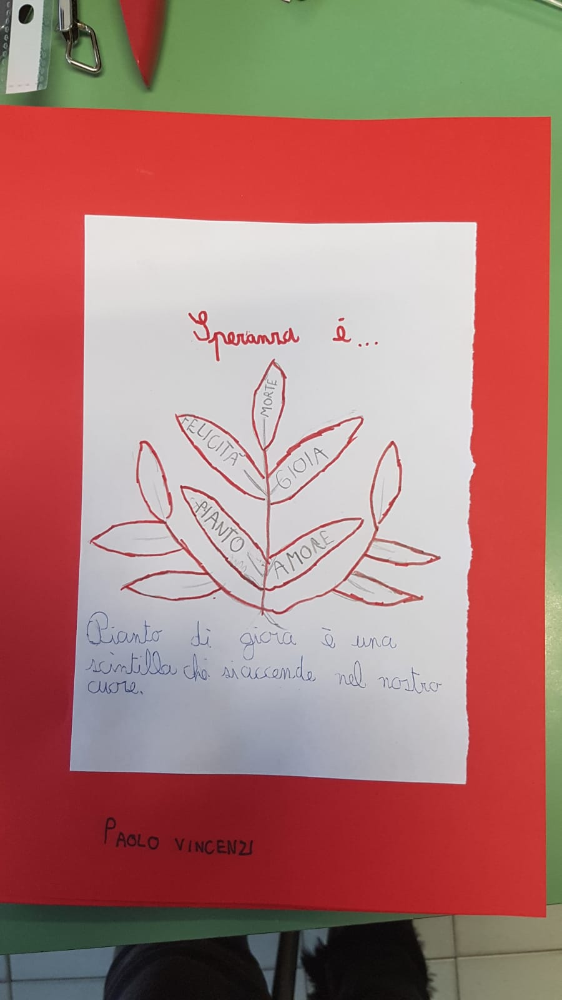 Speranza è...
MORTE
FELICITÀ
GIOIA
PIANTO
AMORE
Pianto di gioia è una
scintilla che si accende nel nostro
cuore.
PAOLO VINCENZI